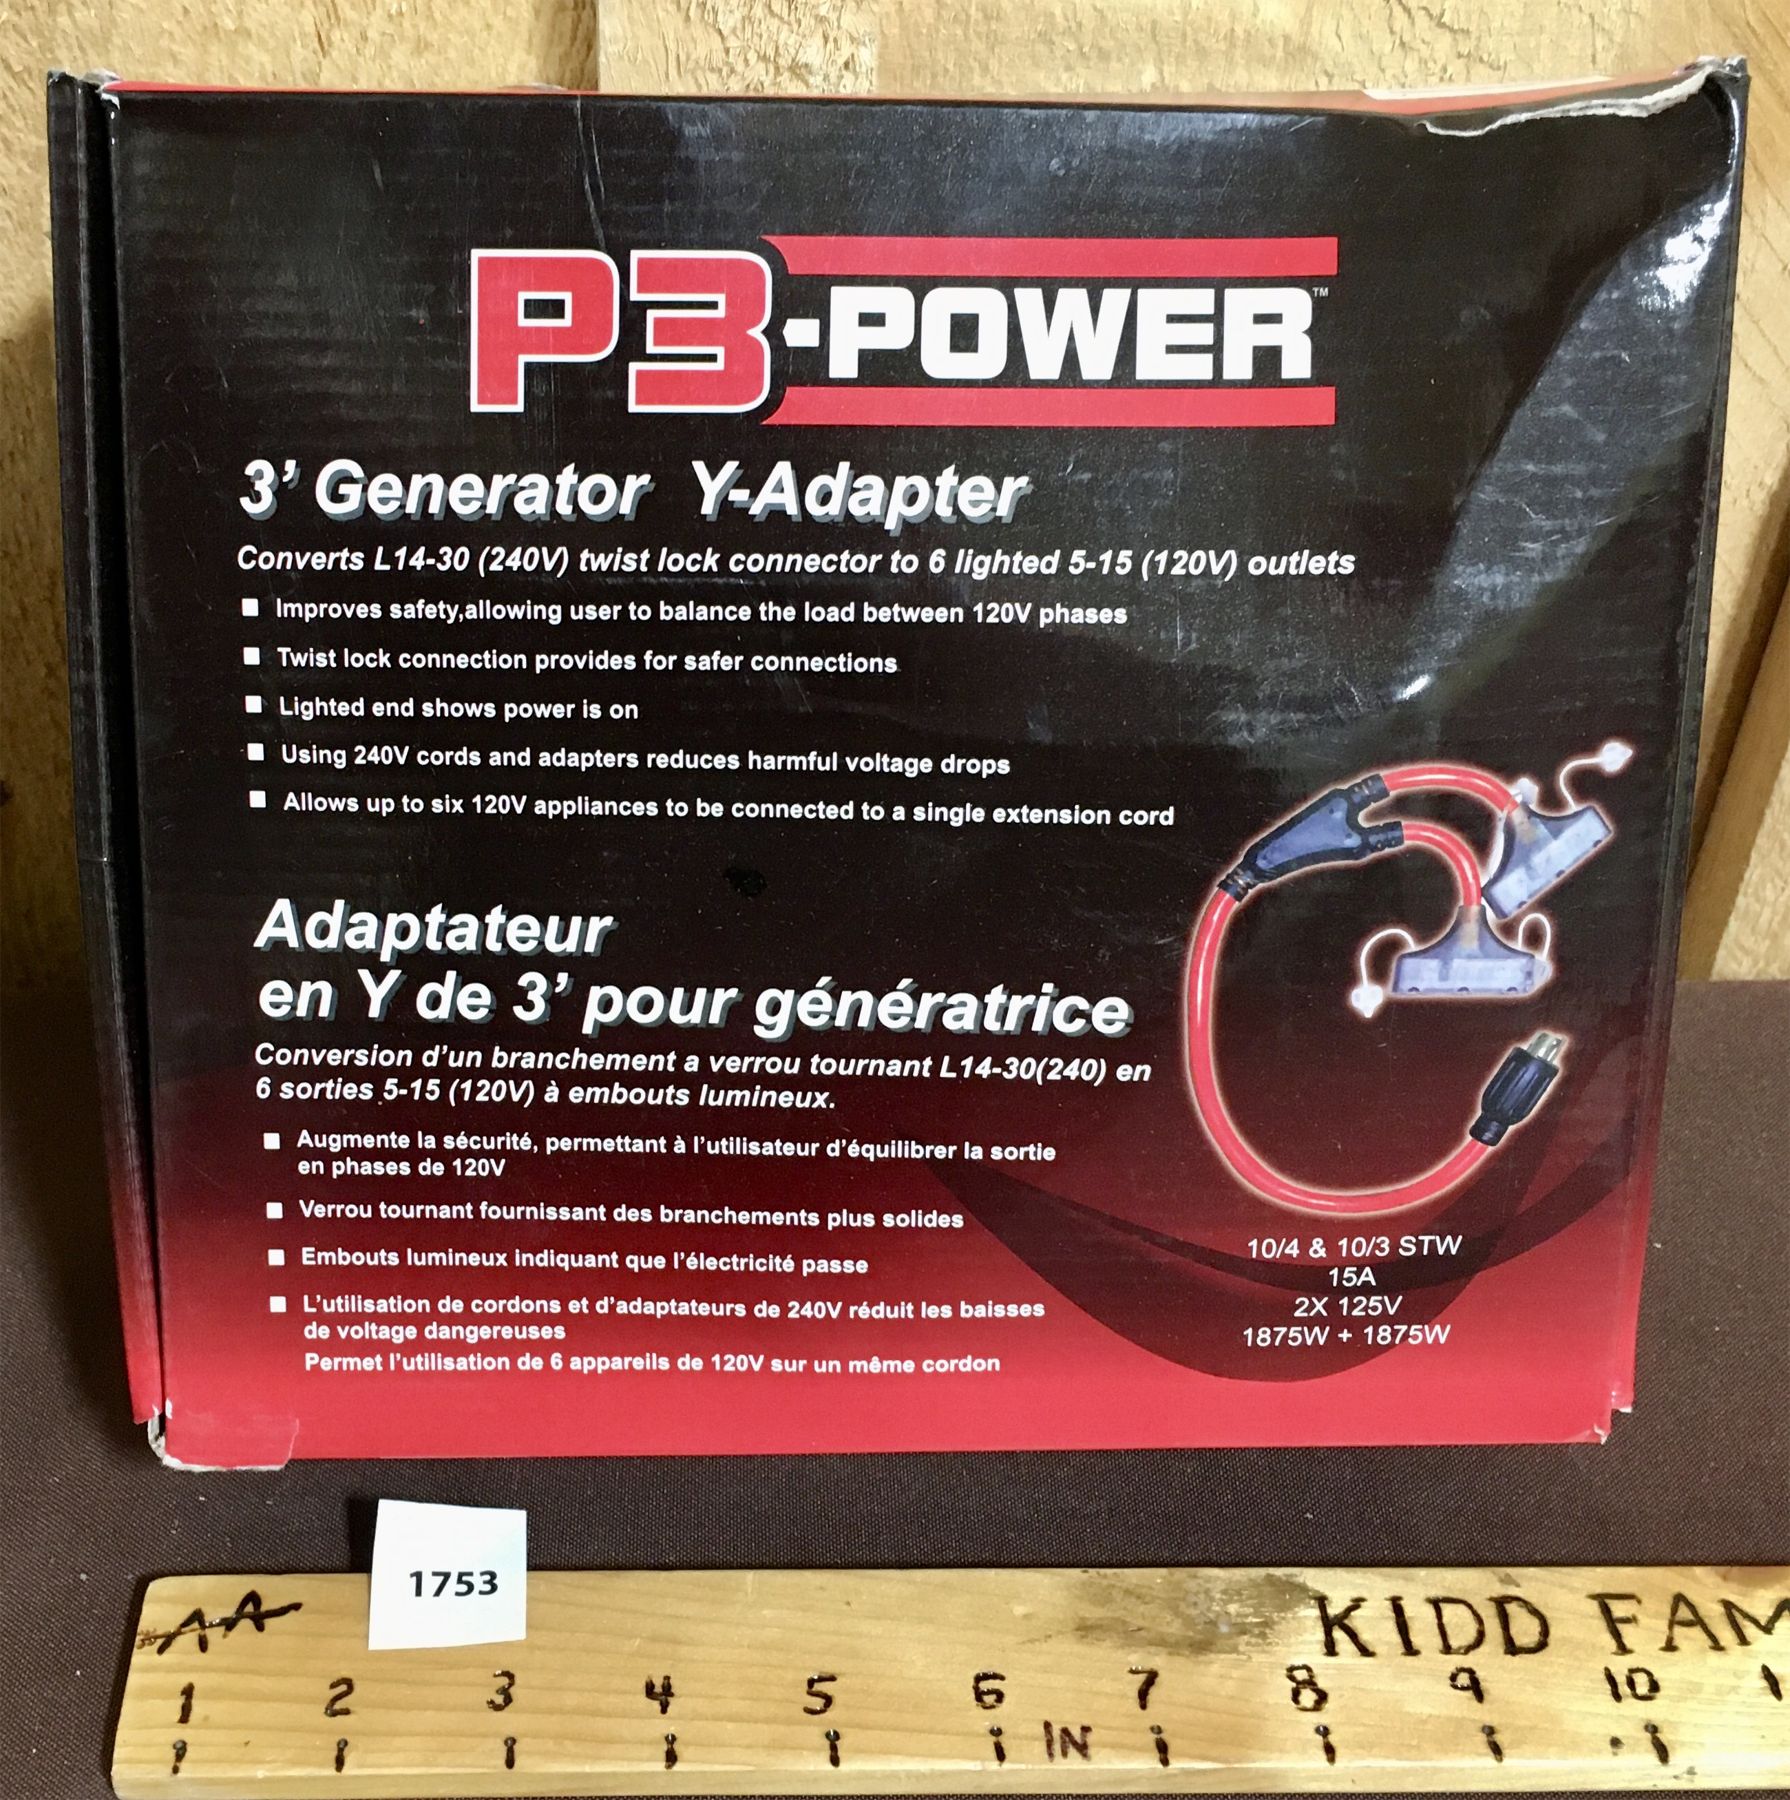 P3-POWER™
3' Generator Y-Adapter
Converts L14-30 (240V) twist lock connector to 6 lighted 5-15 (120V) outlets
■ Improves safety,allowing user to balance the load between 120V phases
■ Twist lock connection provides for safer connections
■ Lighted end shows power is on
■ Using 240V cords and adapters reduces harmful voltage drops
■ Allows up to six 120V appliances to be connected to a single extension cord
Adaptateur
en Y de 3' pour génératrice
Conversion d'un branchement a verrou tournant L14-30(240) en
6 sorties 5-15 (120V) à embouts lumineux.
■ Augmente la sécurité, permettant à l'utilisateur d'équilibrer la sortie
en phases de 120V
■ Verrou tournant fournissant des branchements plus solides
■ Embouts lumineux indiquant que l'électricité passe
■ L'utilisation de cordons et d'adaptateurs de 240V réduit les baisses
de voltage dangereuses
Permet l'utilisation de 6 appareils de 120V sur un même cordon
10/4 & 10/3 STW
15A
2X 125V
1875W + 1875W
1753
AA
KIDD FAM
1 2 3 4 5 6 7 8 9 10 1
IN